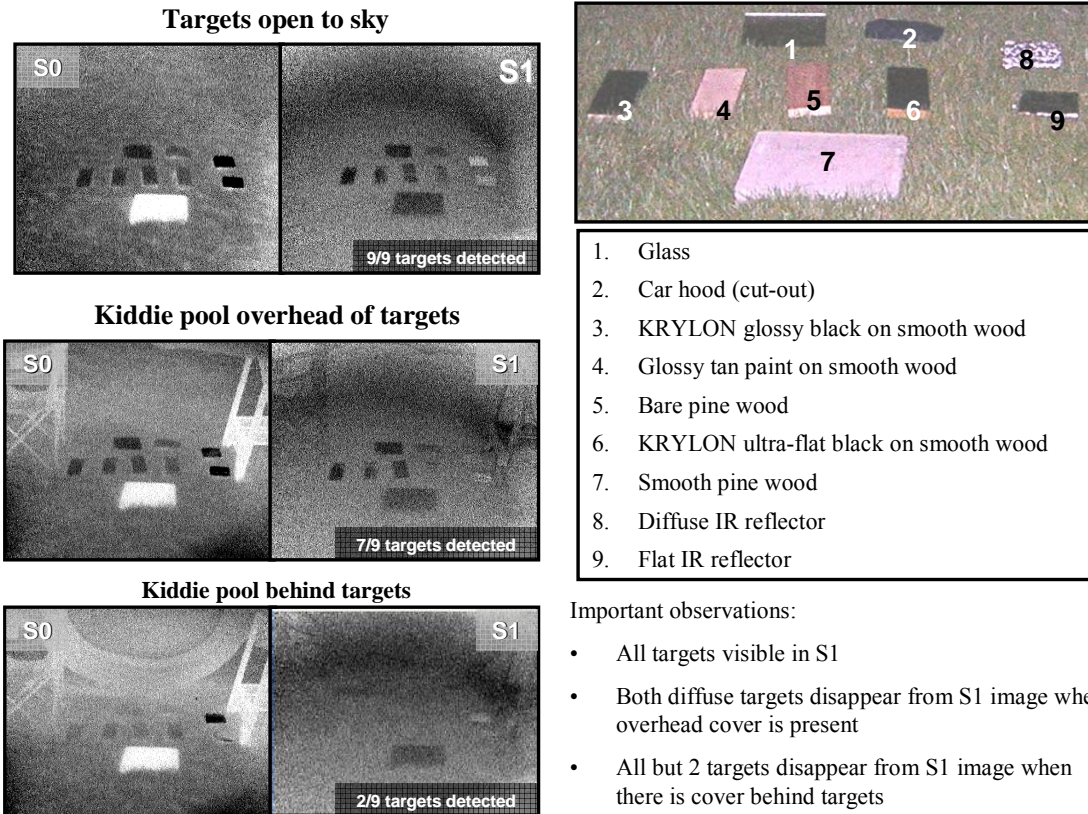 Targets open to sky
S0
S1
9/9 targets detected
Kiddie pool overhead of targets
S0
S1
7/9 targets detected
Kiddie pool behind targets
S0
S1
2/9 targets detected
1
2
8
3
4
5
6
9
7
1. Glass
2. Car hood (cut-out)
3. KRYLON glossy black on smooth wood
4. Glossy tan paint on smooth wood
5. Bare pine wood
6. KRYLON ultra-flat black on smooth wood
7. Smooth pine wood
8. Diffuse IR reflector
9. Flat IR reflector
Important observations:
• All targets visible in S1
• Both diffuse targets disappear from S1 image whe
overhead cover is present
• All but 2 targets disappear from S1 image when
there is cover behind targets